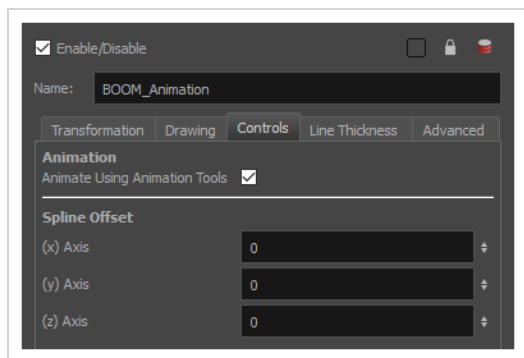 Enable/Disable
Name: BOOM_Animation
Transformation Drawing Controls Line Thickness Advanced
Animation
Animate Using Animation Tools
Spline Offset
(x) Axis 0
(y) Axis 0
(z) Axis 0